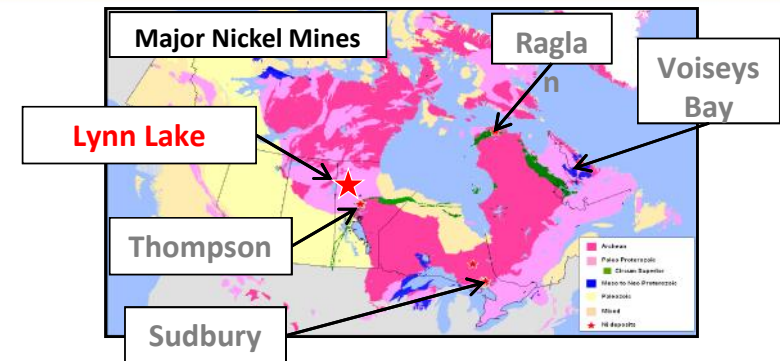 Major Nickel Mines
Ragla
n
Voiseys
Bay
Lynn Lake
Thompson
Sudbury
Archean
Paleo Proterozoic
Circum Superior
Meso to Neo Proterozoic
Paleozoic
Mixed
Ni deposits